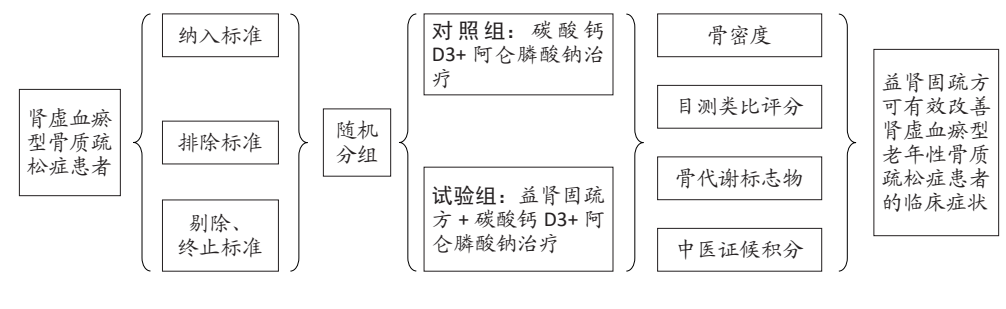 肾虚血瘀
型骨质疏
松症患者
纳入标准
排除标准
剔除、
终止标准
随机
分组
对照组：碳酸钙
D3+ 阿仑膦酸钠治
疗
试验组：益肾固疏
方 + 碳酸钙 D3+ 阿
仑膦酸钠治疗
骨密度
目测类比评分
骨代谢标志物
中医证候积分
益肾固疏方
可有效改善
肾虚血瘀型
老年性骨质
疏松症患者
的临床症状